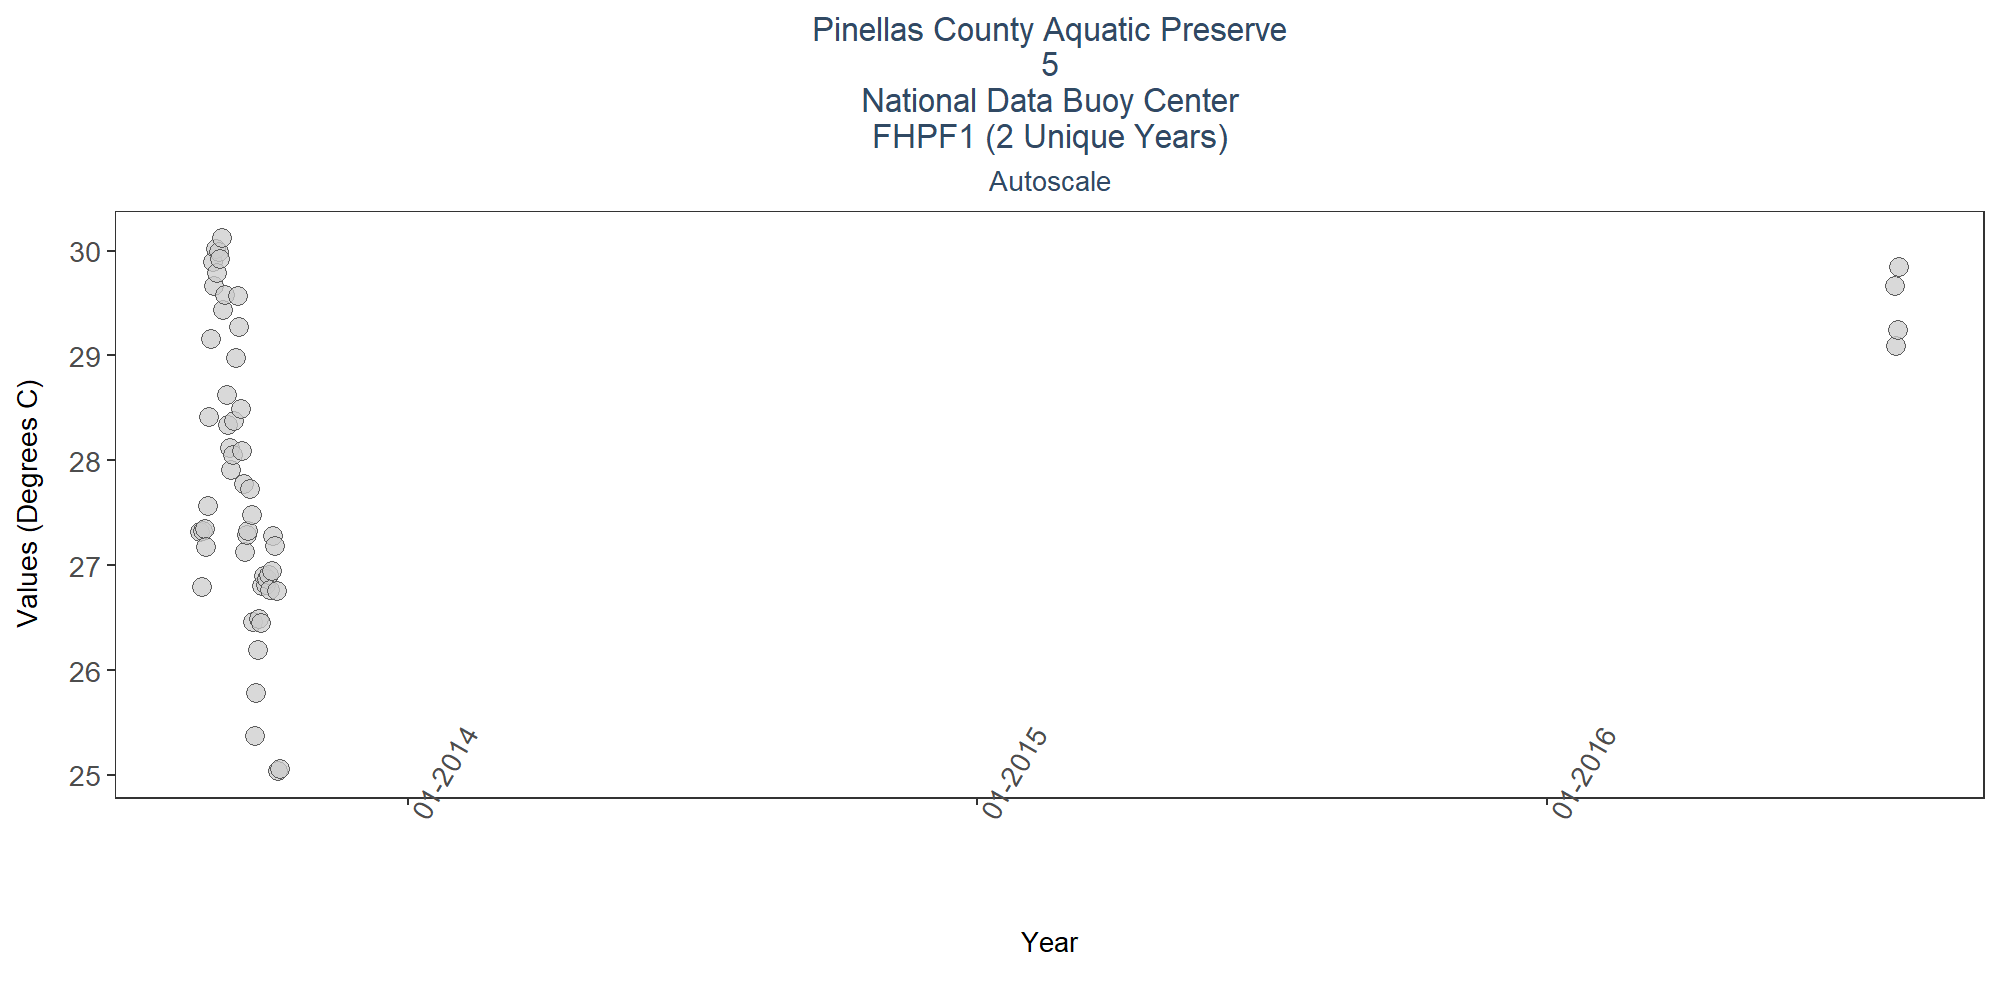 Pinellas County Aquatic Preserve
5
National Data Buoy Center
FHPF1 (2 Unique Years)
Autoscale
Values (Degrees C)
30
29
28
27
26
25
01-2014
01-2015
01-2016
Year